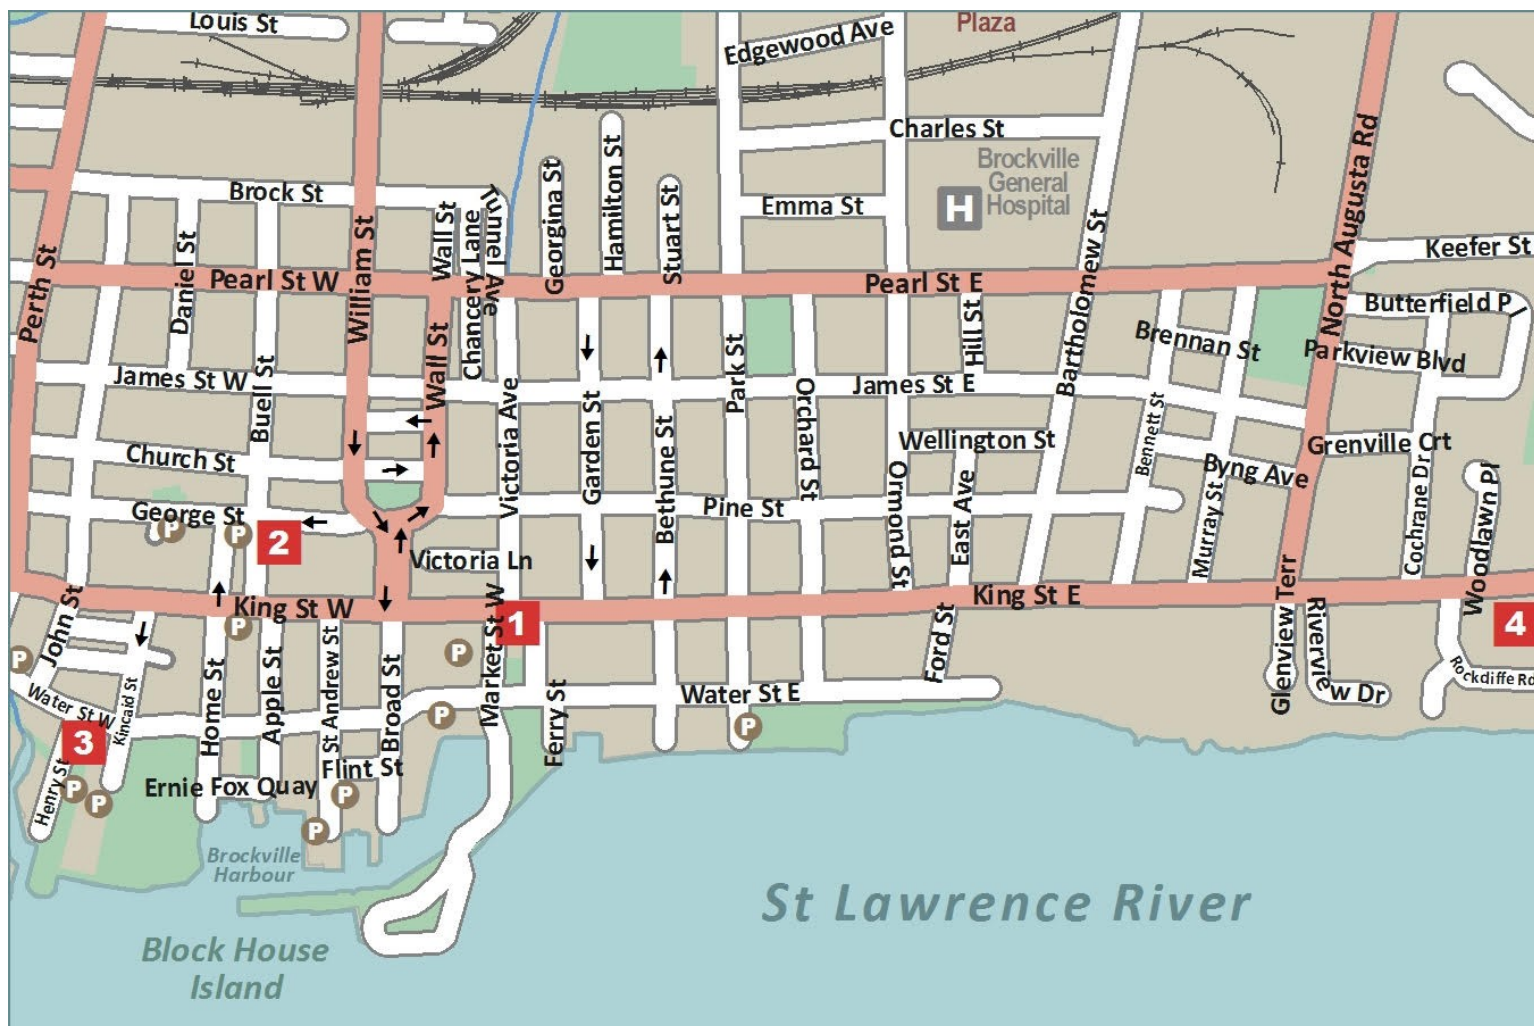 Louis St
Edgewood Ave
Plaza
Charles St
Brockville
General
Hospital
H
North Augusta Rd
Brock St
Tunnel Ave
Georgina St
Hamilton St
Stuart St
Emma St
Keefer St
Perth St
Daniel St
William St
Wall St
Chancery Lane
Pearl St W
Pearl St E
Bartholomew St
Butterfield P
Hill St
Brennan St
Parkview Blvd
James St W
Buell St
Wall St
Victoria Ave
Garden St
Bethune St
Park St
Orchard St
James St E
Wellington St
Bennett St
Grenville Crt
Church St
Byng Ave
Cochrane Dr
Woodlawn Pl
George St
P
P
2
Pine St
Ormond St
East Ave
Murray St
Victoria Ln
King St W
King St E
John St
P
P
P
Market St W
1
Ford St
Glenview Terr
Riverview Dr
4
Rockcliffe Rd
Water St W
Kincaid St
Home St
Apple St
St Andrew St
Broad St
Ferry St
Water St E
P
P
3
Henry St
P
P
Ernie Fox Quay
Flint St
P
P
Brockville
Harbour
St Lawrence River
Block House
Island